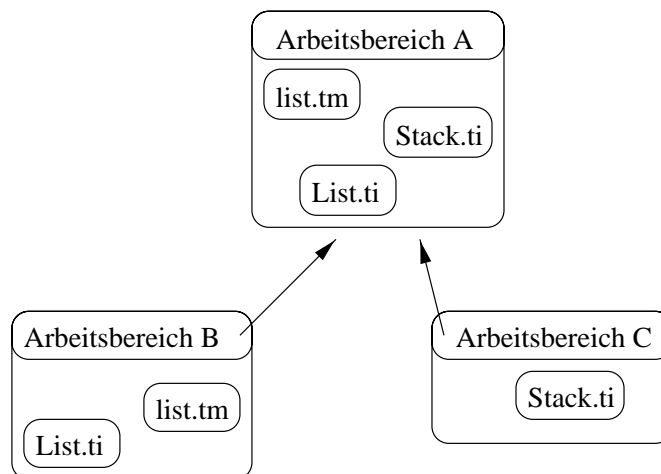 Arbeitsbereich A
list.tm
Stack.ti
List.ti
Arbeitsbereich B
list.tm
List.ti
Arbeitsbereich C
Stack.ti